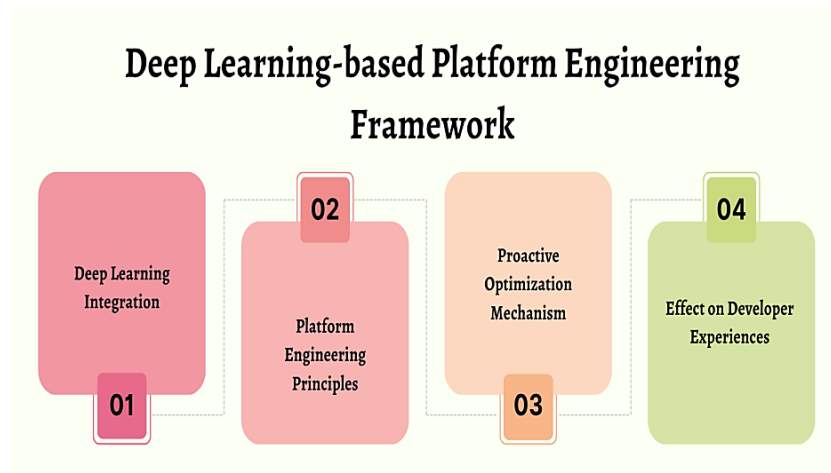 Deep Learning-based Platform Engineering
Framework
Deep Learning
Integration
01
02
Platform
Engineering
Principles
Proactive
Optimization
Mechanism
03
04
Effect on Developer
Experiences